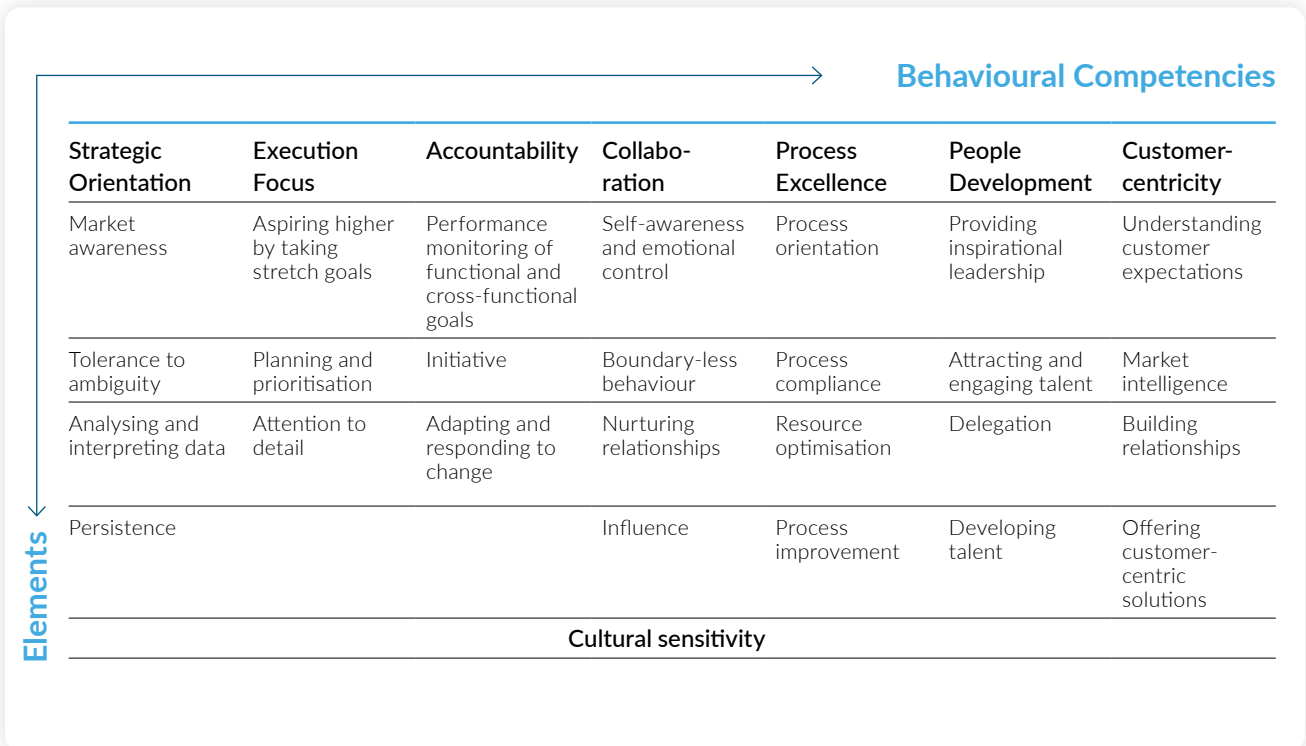 Behavioural Competencies
Strategic Orientation
Execution Focus
Accountability
Collabo-
ration
Process Excellence
People Development
Customer-
centricity
Market
awareness
Aspiring higher
by taking
stretch goals
Performance
monitoring of
functional and
cross-functional
goals
Self-awareness
and emotional
control
Process
orientation
Providing
inspirational
leadership
Understanding
customer
expectations
Tolerance to
ambiguity
Planning and
prioritisation
Initiative
Boundary-less
behaviour
Process
compliance
Attracting and
engaging talent
Market
intelligence
Analysing and
interpreting data
Attention to
detail
Adapting and
responding to
change
Nurturing
relationships
Resource
optimisation
Delegation
Building
relationships
Persistence
Influence
Process
improvement
Developing
talent
Offering
customer-
centric
solutions
Cultural sensitivity
Elements